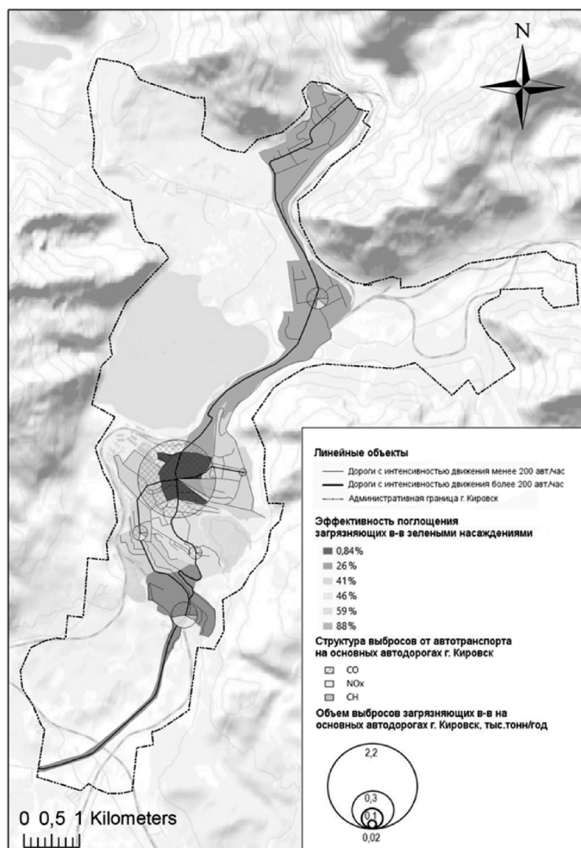 N
Линейные объекты
Дороги с интенсивностью движения менее 200 авт./час
Дороги с интенсивностью движения более 200 авт./час
Административная граница г. Кировск
Эффективность поглощения
загрязняющих в-в зелеными насаждениями
0,84%
26%
41%
46%
59%
88%
Структура выбросов от автотранспорта
на основных автодорогах г. Кировск
CO
NOx
CH
Объем выбросов загрязняющих в-в на
основных автодорогах г. Кировск, тыс.тонн/год
2,2
0,3
0,1
0,02
0 0,5 1 Kilometers